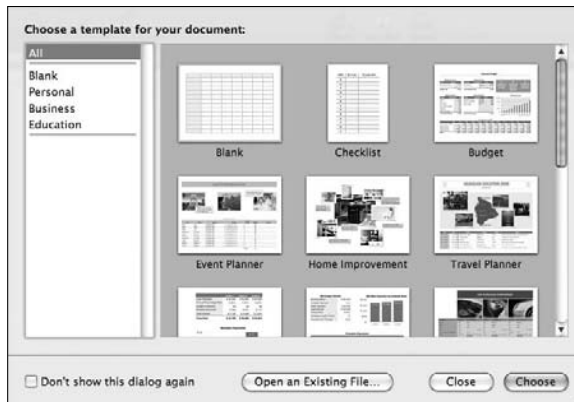 Choose a template for your document:
All
Blank
Personal
Business
Education
Blank
Checklist
Budget
Event Planner
Home Improvement
Travel Planner
Don't show this dialog again
Open an Existing File...
Close
Choose